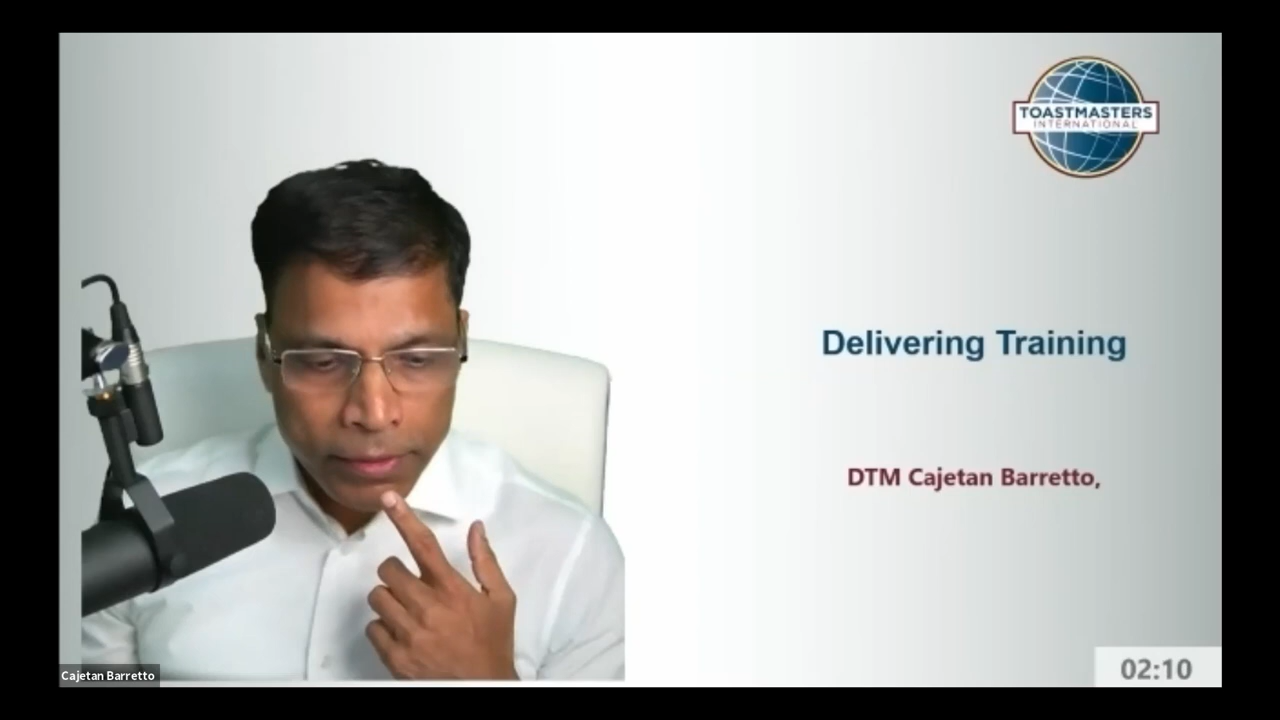 TOASTMASTERS
INTERNATIONAL
Delivering Training
DTM Cajetan Barretto,
Cajetan Barretto
02:10